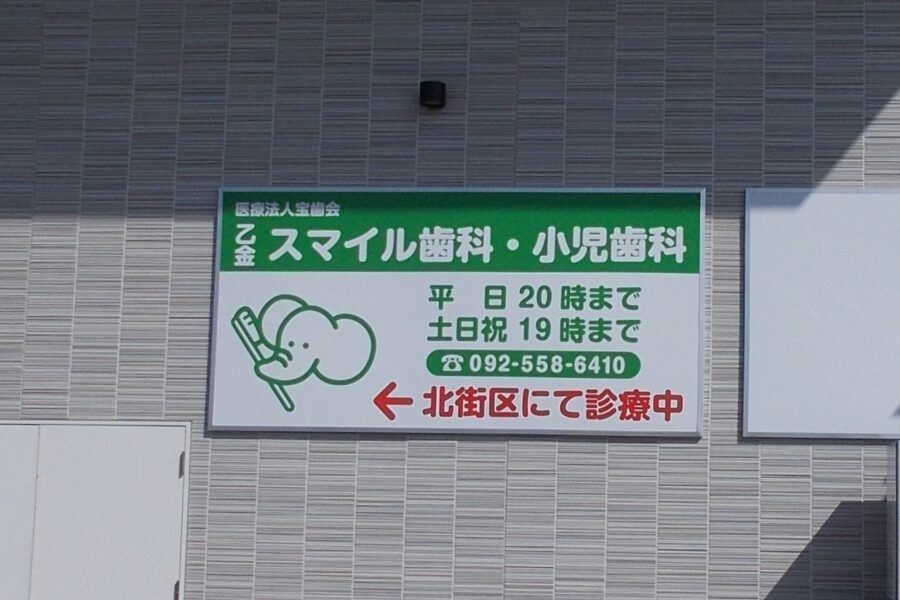 医療法人宝歯会
乙金 スマイル歯科・小児歯科
平 日 20時まで
土日祝 19時まで
☎ 092-558-6410
← 北街区にて診療中